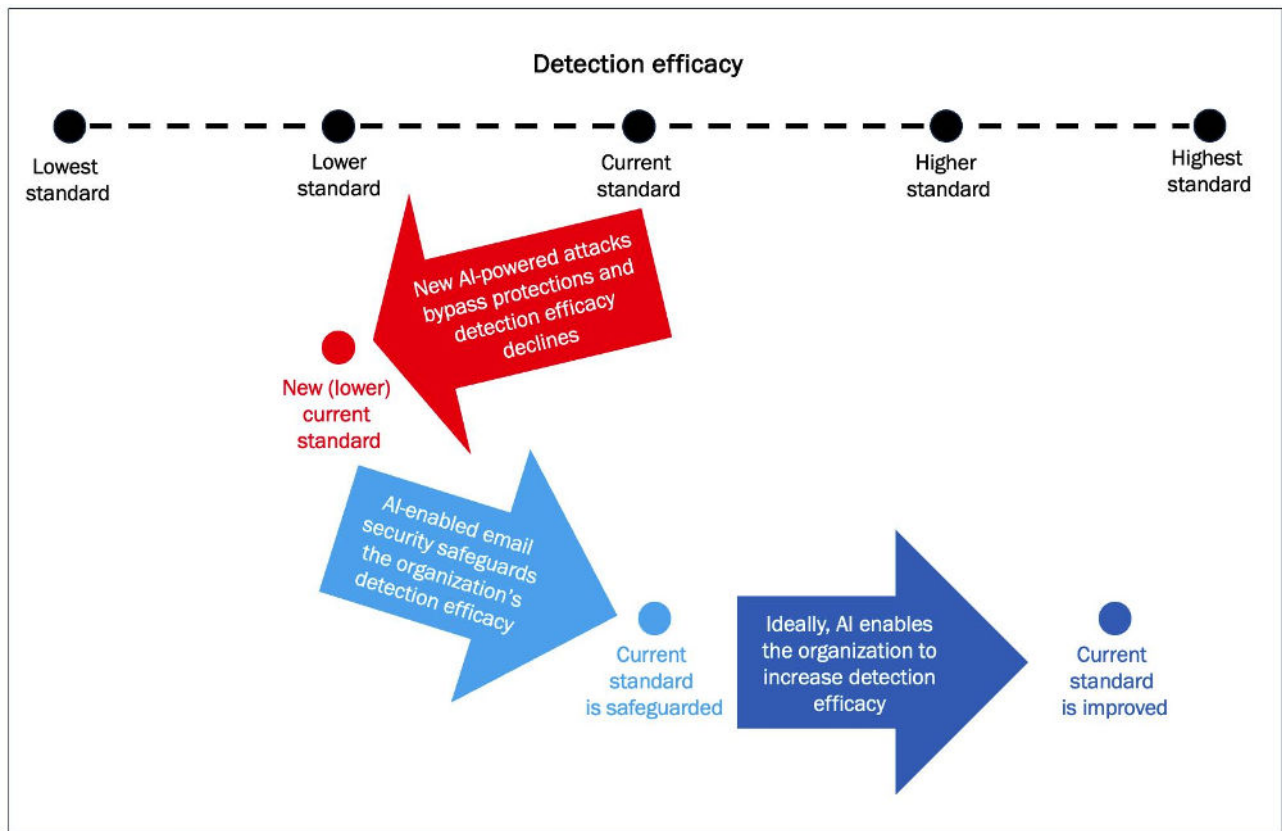 Detection efficacy
Lowest
standard
Lower
standard
Current
standard
Higher
standard
Highest
standard
New AI-powered attacks
bypass protections and
detection efficacy
declines
New (lower)
current
standard
AI-enabled email
security safeguards
the organization's
detection efficacy
Current
standard
is safeguarded
Ideally, AI enables
the organization to
increase detection
efficacy
Current
standard
is improved